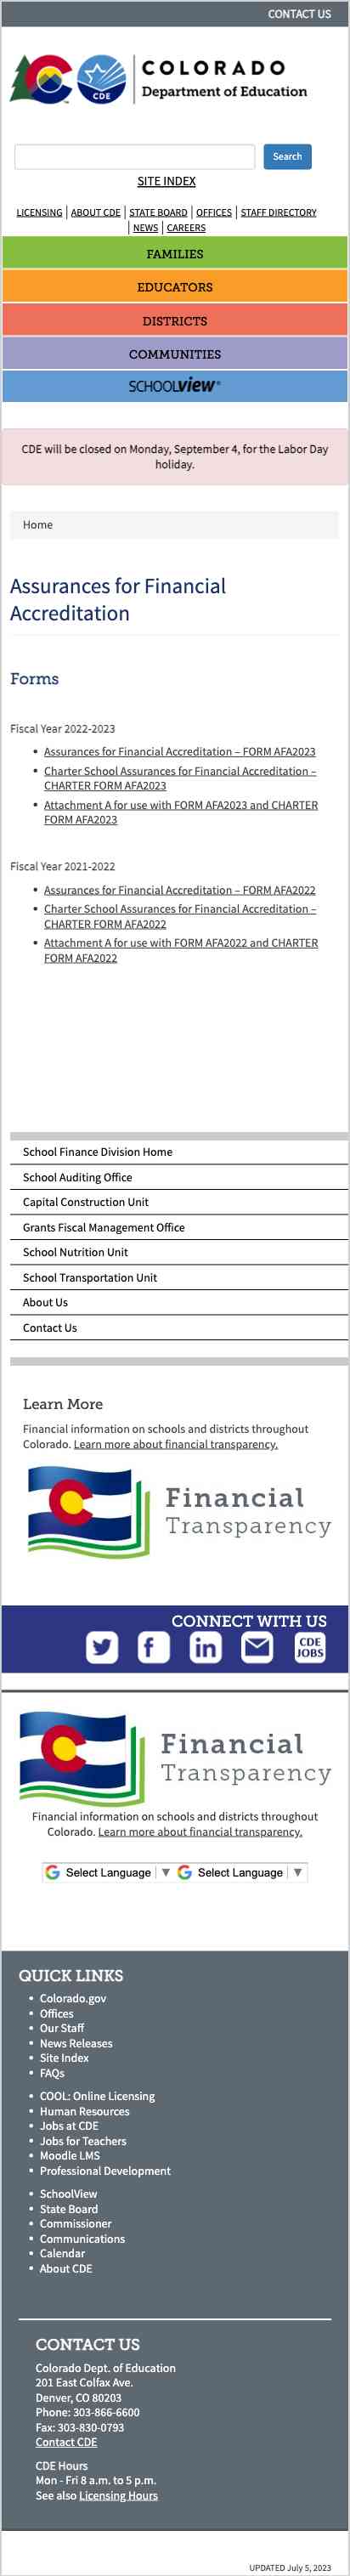 CONTACT US
COLORADO
Department of Education
CDE
Search
SITE INDEX
LICENSING | ABOUT CDE | STATE BOARD | OFFICES | STAFF DIRECTORY
| NEWS | CAREERS
FAMILIES
EDUCATORS
DISTRICTS
COMMUNITIES
SCHOOLVIEW®
CDE will be closed on Monday, September 4, for the Labor Day
holiday.
Home
Assurances for Financial
Accreditation
Forms
Fiscal Year 2022-2023
• Assurances for Financial Accreditation – FORM AFA2023
• Charter School Assurances for Financial Accreditation –
CHARTER FORM AFA2023
• Attachment A for use with FORM AFA2023 and CHARTER
FORM AFA2023
Fiscal Year 2021-2022
• Assurances for Financial Accreditation – FORM AFA2022
• Charter School Assurances for Financial Accreditation –
CHARTER FORM AFA2022
• Attachment A for use with FORM AFA2022 and CHARTER
FORM AFA2022
School Finance Division Home
School Auditing Office
Capital Construction Unit
Grants Fiscal Management Office
School Nutrition Unit
School Transportation Unit
About Us
Contact Us
Learn More
Financial information on schools and districts throughout
Colorado. Learn more about financial transparency.
Financial
Transparency
CONNECT WITH US
CDE
JOBS
Financial
Transparency
Financial information on schools and districts throughout
Colorado. Learn more about financial transparency.
Select Language | ▼ Select Language | ▼
QUICK LINKS
• Colorado.gov
• Offices
• Our Staff
• News Releases
• Site Index
• FAQs
• COOL: Online Licensing
• Human Resources
• Jobs at CDE
• Jobs for Teachers
• Moodle LMS
• Professional Development
• SchoolView
• State Board
• Commissioner
• Communications
• Calendar
• About CDE
CONTACT US
Colorado Dept. of Education
201 East Colfax Ave.
Denver, CO 80203
Phone: 303-866-6600
Fax: 303-830-0793
Contact CDE
CDE Hours
Mon - Fri 8 a.m. to 5 p.m.
See also Licensing Hours
UPDATED July 5, 2023